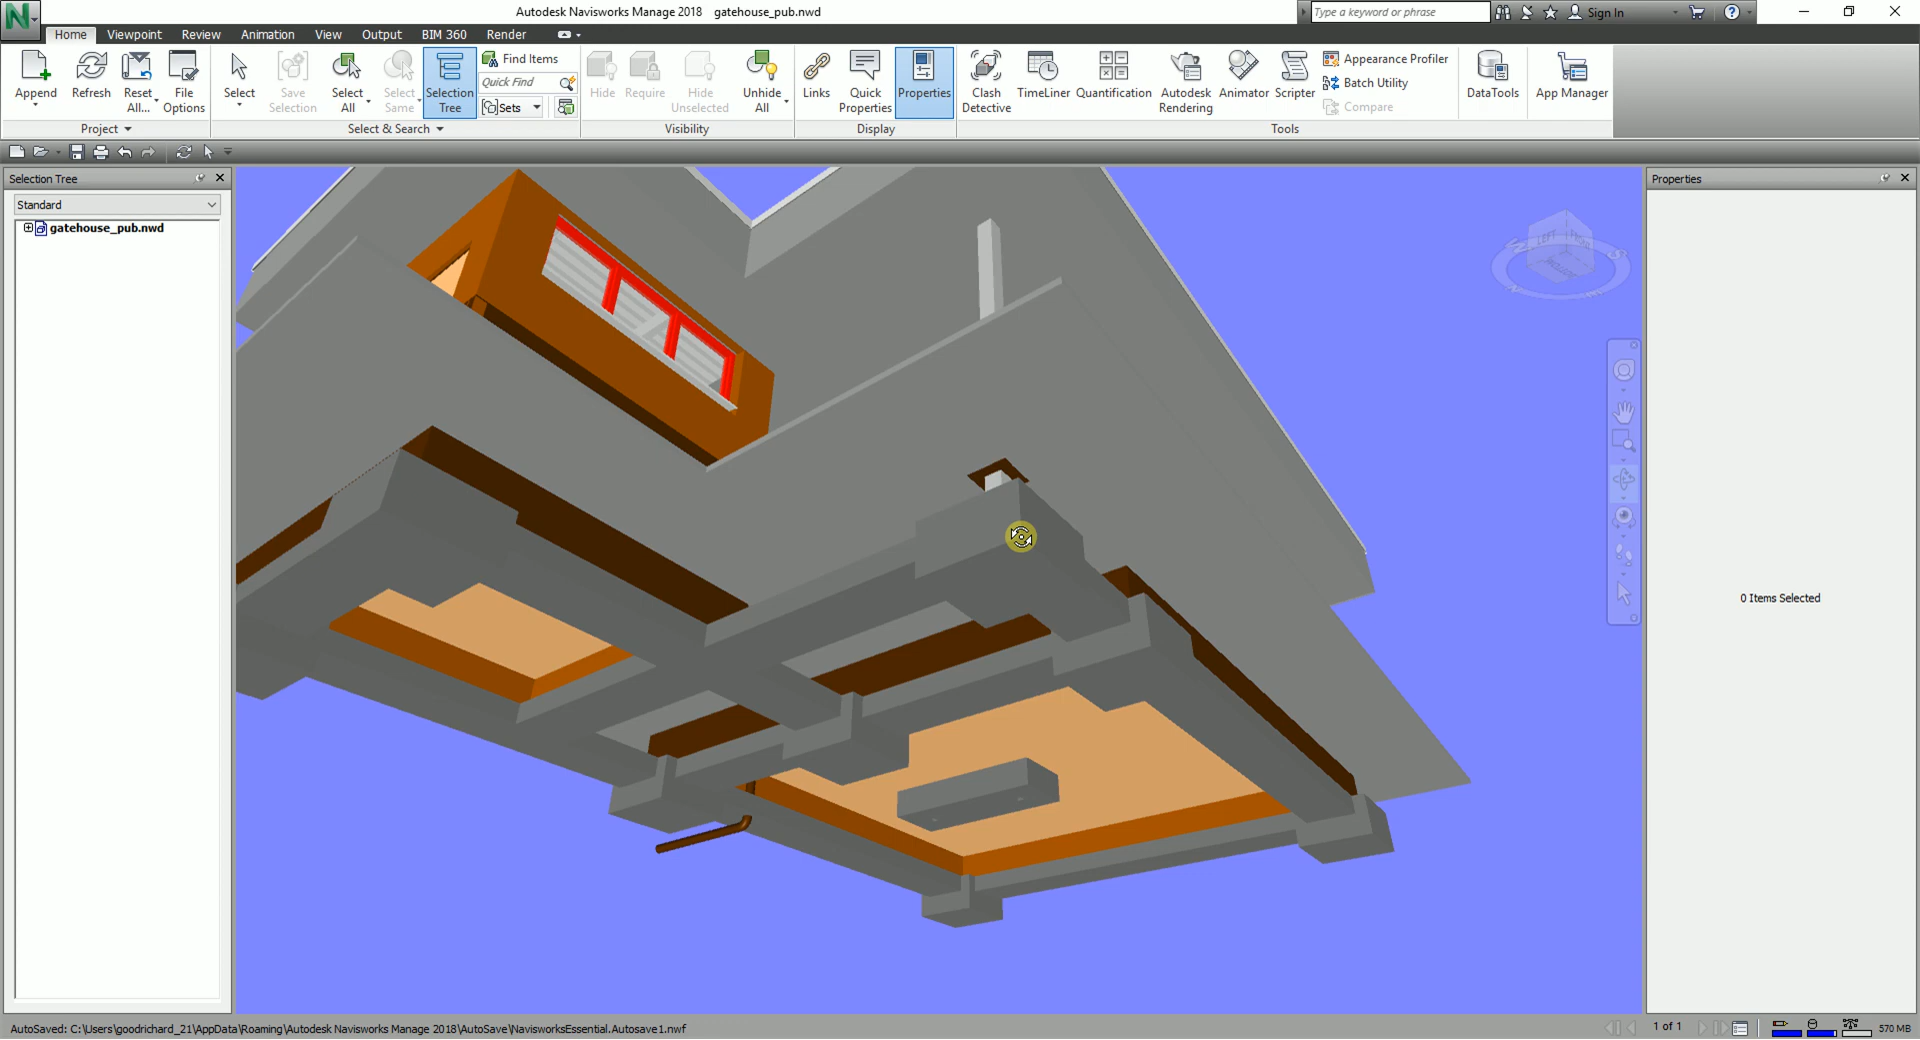 Autodesk Navisworks Manage 2018 gatehouse_pub.nwd
Type a keyword or phrase
Sign In
Home Viewpoint Review Animation View Output BIM 360 Render
Append
Refresh
Reset All...
File Options
Select
Save Selection
Select All
Select Same
Selection Tree
Find Items
Quick Find
Sets
Hide
Require
Hide Unselected
Unhide All
Links
Quick Properties
Properties
Clash Detective
TimeLiner
Quantification
Autodesk Rendering
Animator
Scripter
Appearance Profiler
Batch Utility
Compare
DataTools
App Manager
Project
Select & Search
Visibility
Display
Tools
Selection Tree
Standard
gatehouse_pub.nwd
LEFT
Properties
0 Items Selected
AutoSaved: C:\Users\goodrichard_21\AppData\Roaming\Autodesk Navisworks Manage 2018\AutoSave\NavisworksEssential.Autosave1.nwf
1 of 1
570 MB